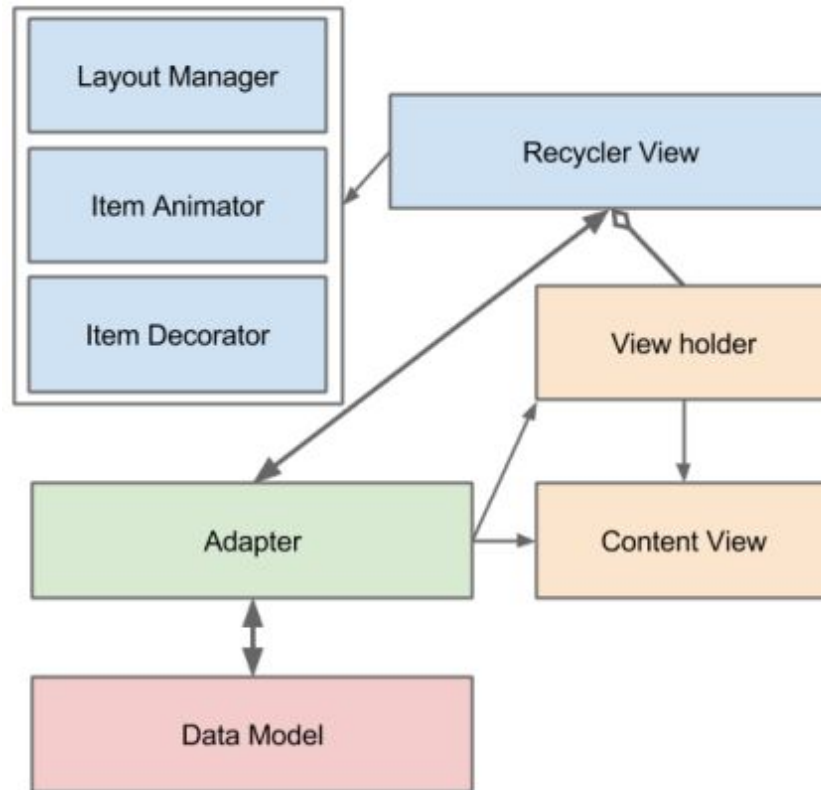 Layout Manager
Recycler View
Item Animator
Item Decorator
View holder
Adapter
Content View
Data Model